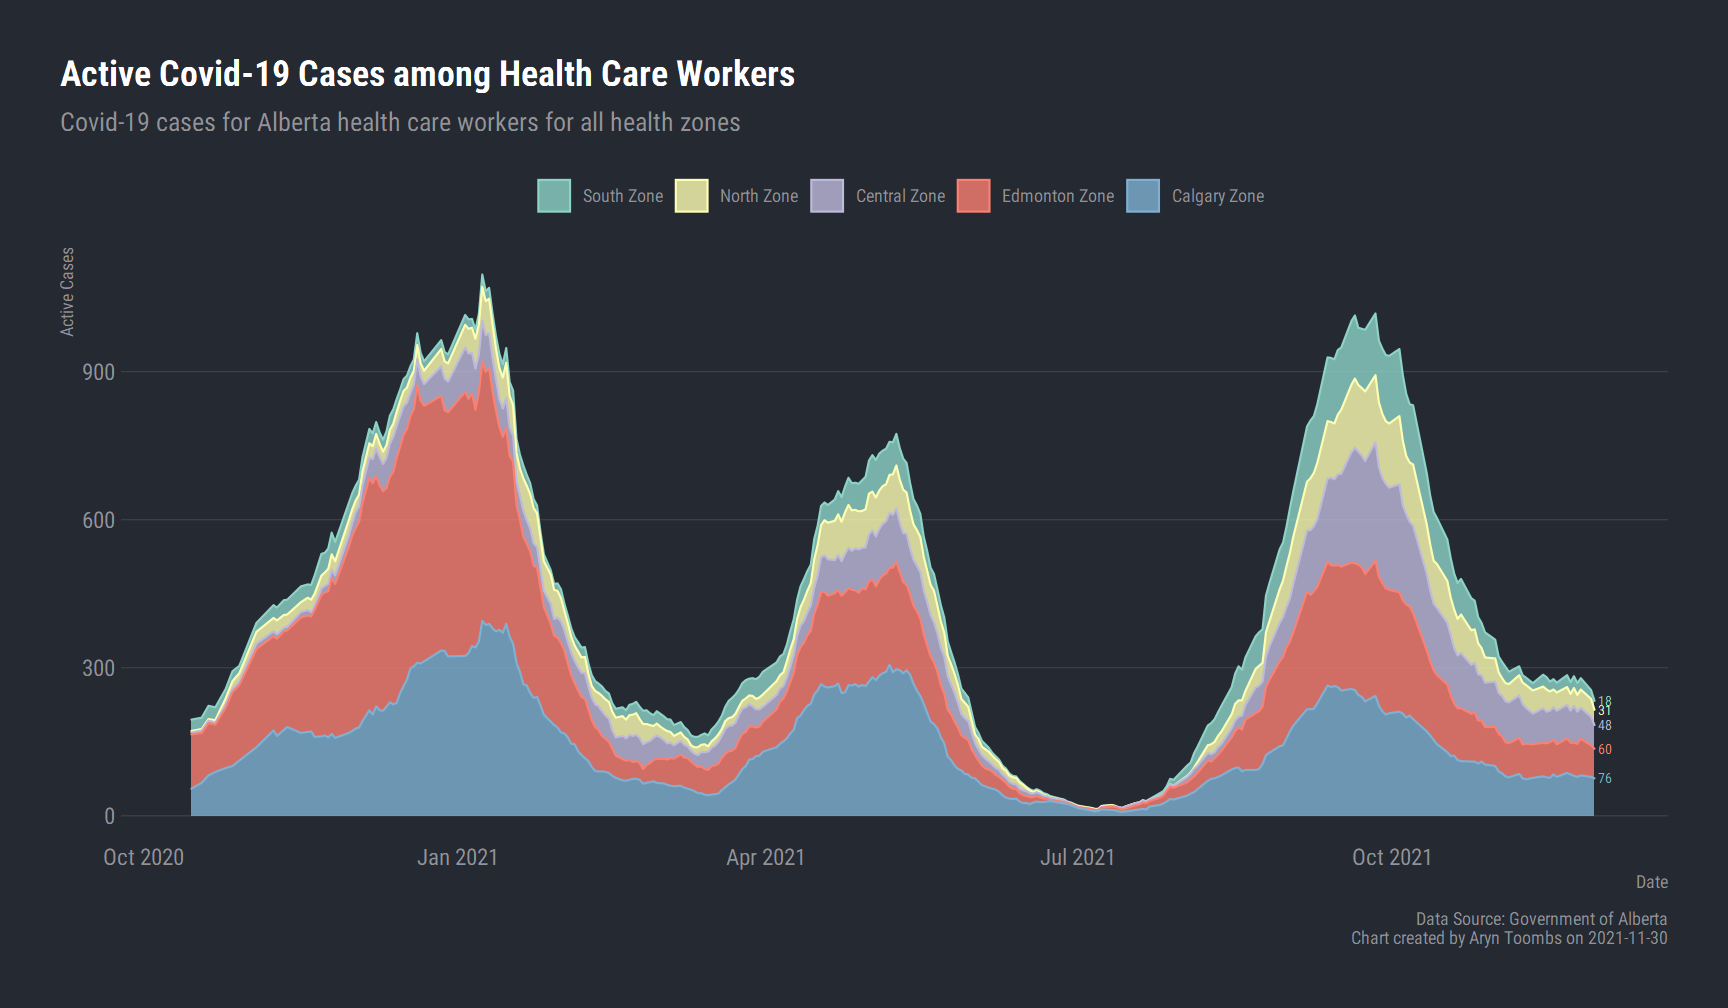 Active Covid-19 Cases among Health Care Workers
Covid-19 cases for Alberta health care workers for all health zones
South Zone North Zone Central Zone Edmonton Zone Calgary Zone
Active Cases
900
600
300
0
18
31
48
60
76
Oct 2020 Jan 2021 Apr 2021 Jul 2021 Oct 2021
Date
Data Source: Government of Alberta
Chart created by Aryn Toombs on 2021-11-30